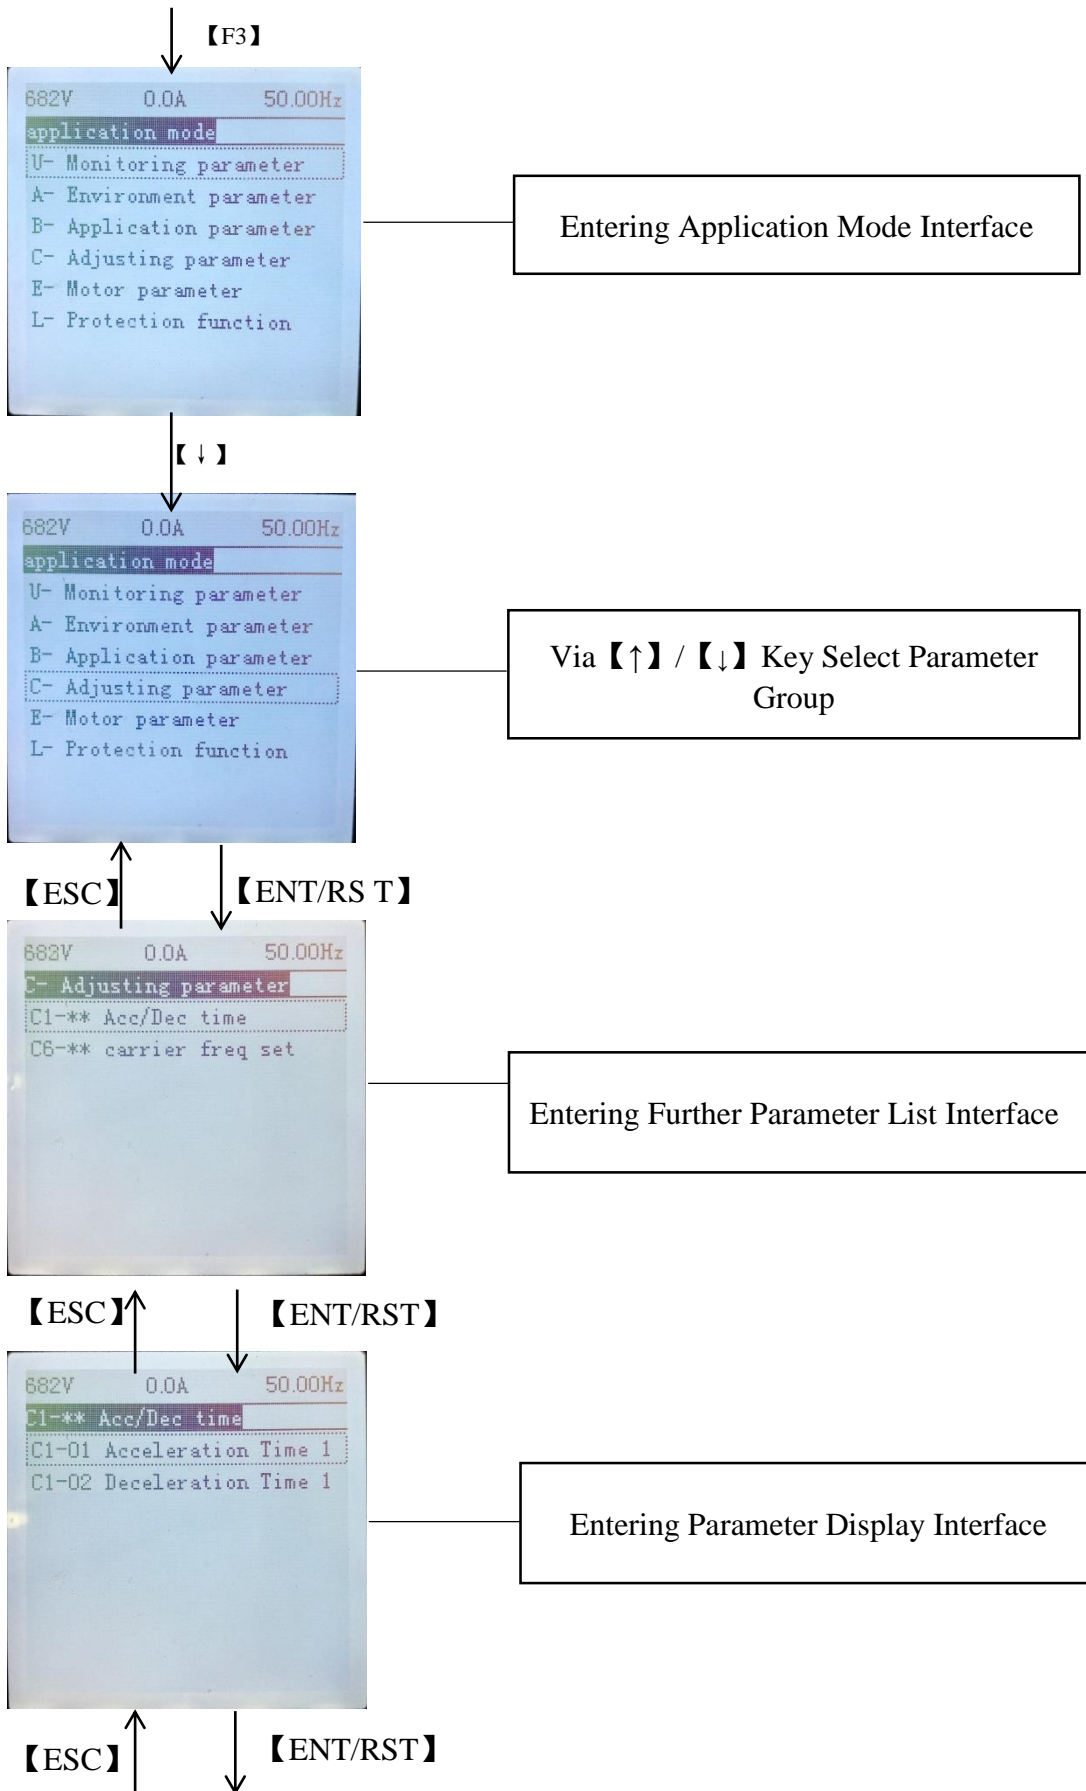 【F3】
682V 0.0A 50.00Hz
application mode
U- Monitoring parameter
A- Environment parameter
B- Application parameter
C- Adjusting parameter
E- Motor parameter
L- Protection function
Entering Application Mode Interface
【↓】
682V 0.0A 50.00Hz
application mode
U- Monitoring parameter
A- Environment parameter
B- Application parameter
C- Adjusting parameter
E- Motor parameter
L- Protection function
Via【↑】/【↓】Key Select Parameter
Group
【ESC】 【ENT/RS T】
683V 0.0A 50.00Hz
C- Adjusting parameter
C1-** Acc/Dec time
C6-** carrier freq set
Entering Further Parameter List Interface
【ESC】 【ENT/RST】
682V 0.0A 50.00Hz
C1-** Acc/Dec time
C1-01 Acceleration Time 1
C1-02 Deceleration Time 1
Entering Parameter Display Interface
【ESC】 【ENT/RST】